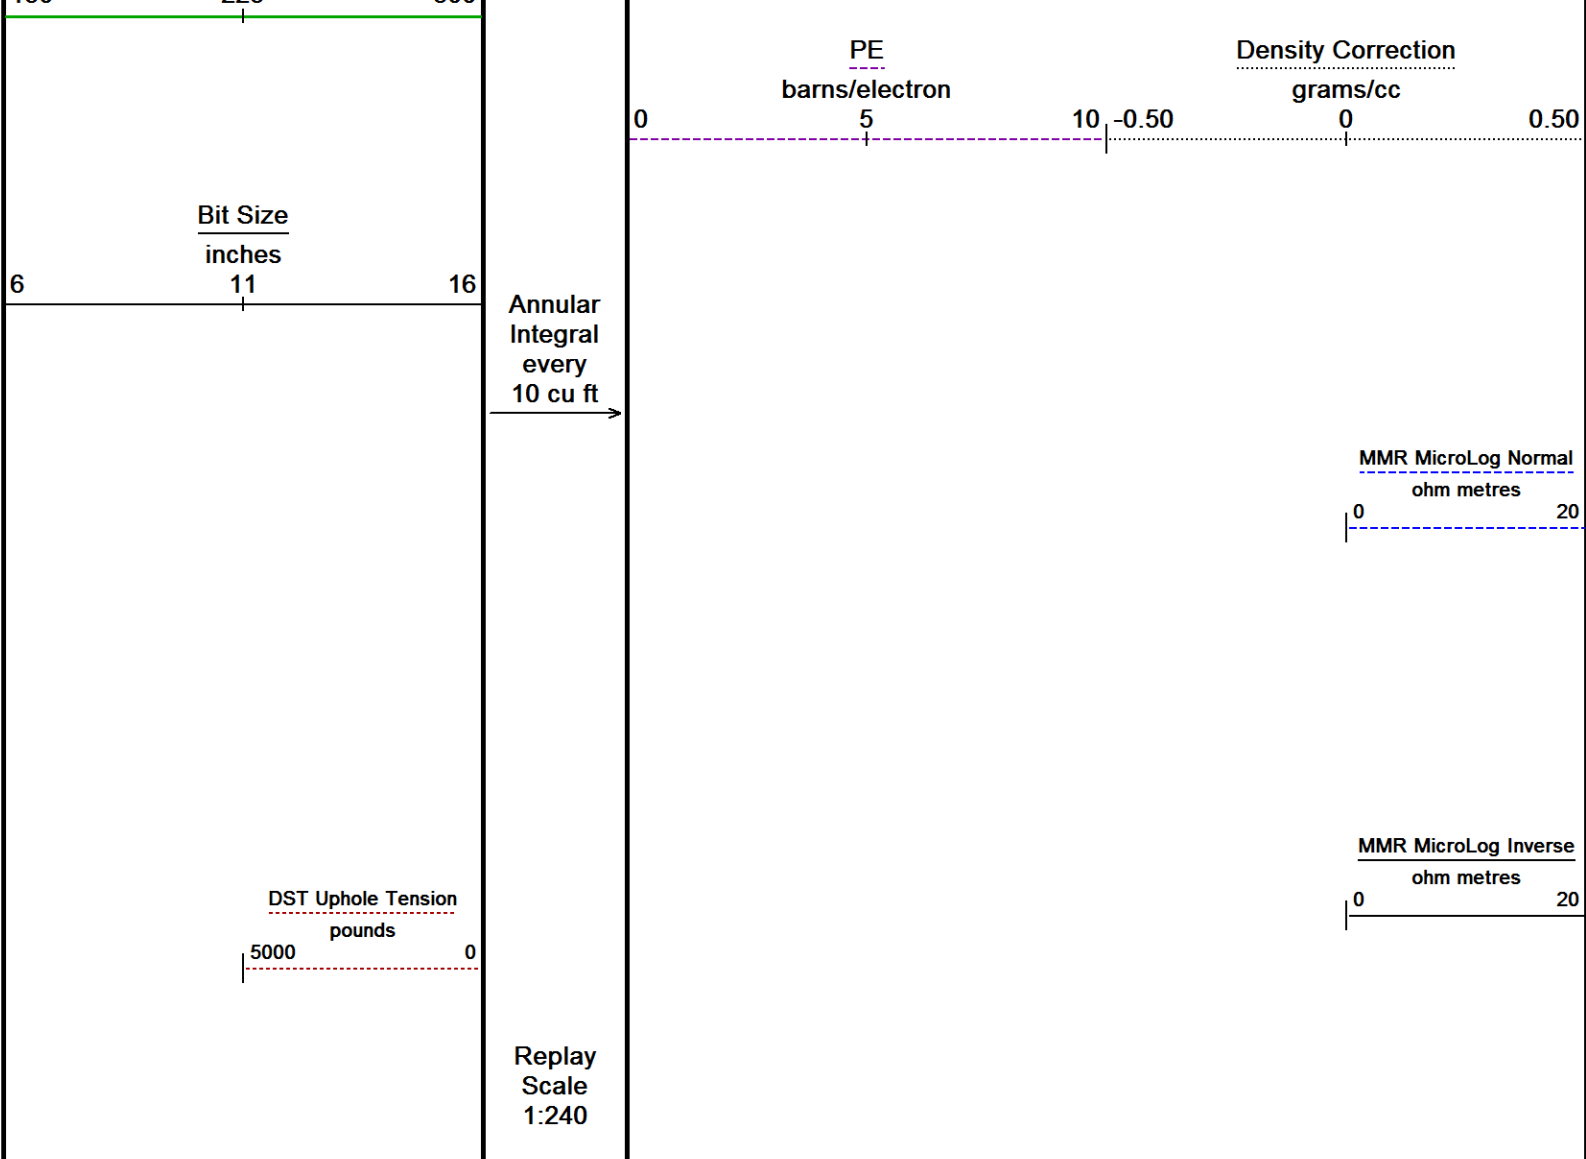 PE
barns/electron
0 5 10
Density Correction
grams/cc
-0.50 0 0.50
Bit Size
inches
6 11 16
Annular
Integral
every
10 cu ft
MMR MicroLog Normal
ohm metres
0 20
MMR MicroLog Inverse
ohm metres
0 20
DST Uphole Tension
pounds
5000 0
Replay
Scale
1:240